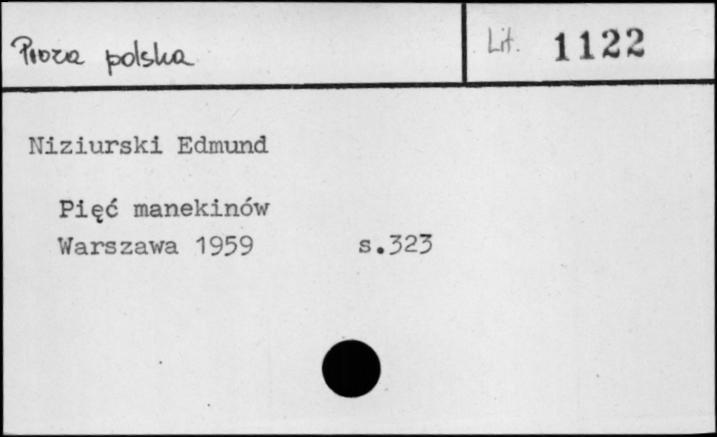 Proza polska
Lit. 1122
Niziurski Edmund
Pięć manekinów
Warszawa 1959 s.323